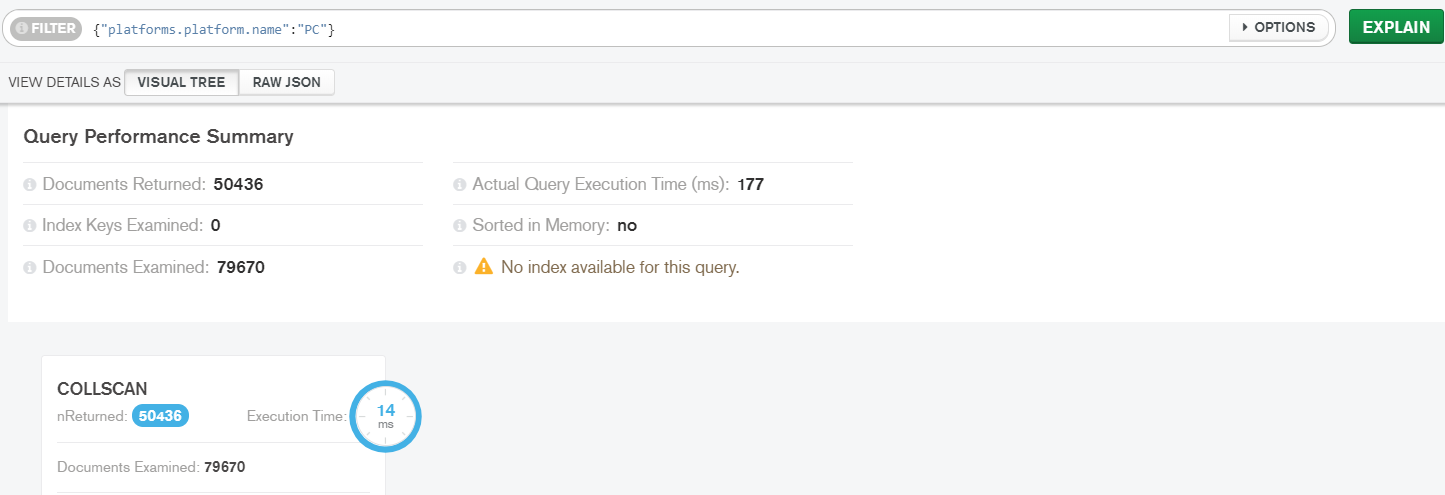 FILTER {"platforms.platform.name":"PC"} OPTIONS EXPLAIN
VIEW DETAILS AS VISUAL TREE RAW JSON
Query Performance Summary
Documents Returned: 50436 Actual Query Execution Time (ms): 177
Index Keys Examined: 0 Sorted in Memory: no
Documents Examined: 79670 No index available for this query.
COLLSCAN
nReturned: 50436 Execution Time: 14
ms
Documents Examined: 79670